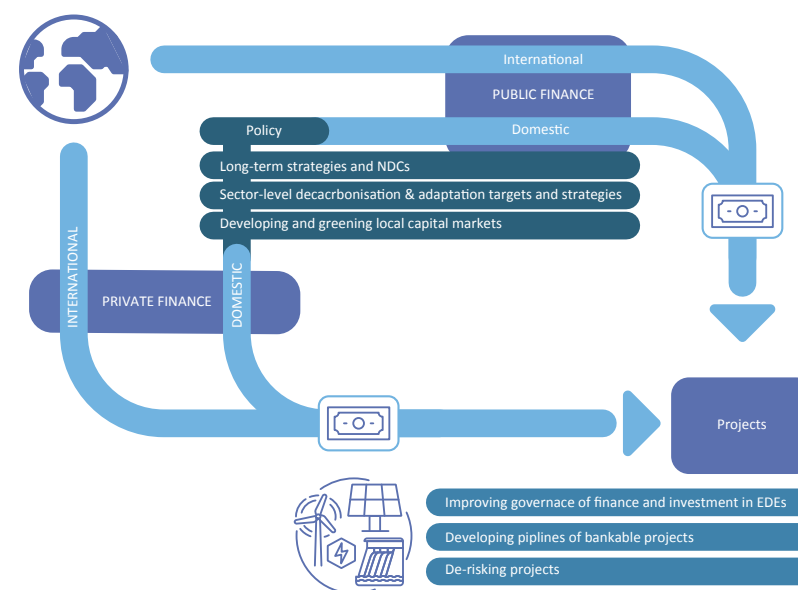 International
PUBLIC FINANCE
Policy
Domestic
Long-term strategies and NDCs
Sector-level decacrbonisation & adaptation targets and strategies
Developing and greening local capital markets
INTERNATIONAL
PRIVATE FINANCE
DOMESTIC
Projects
Improving governace of finance and investment in EDEs
Developing piplines of bankable projects
De-risking projects